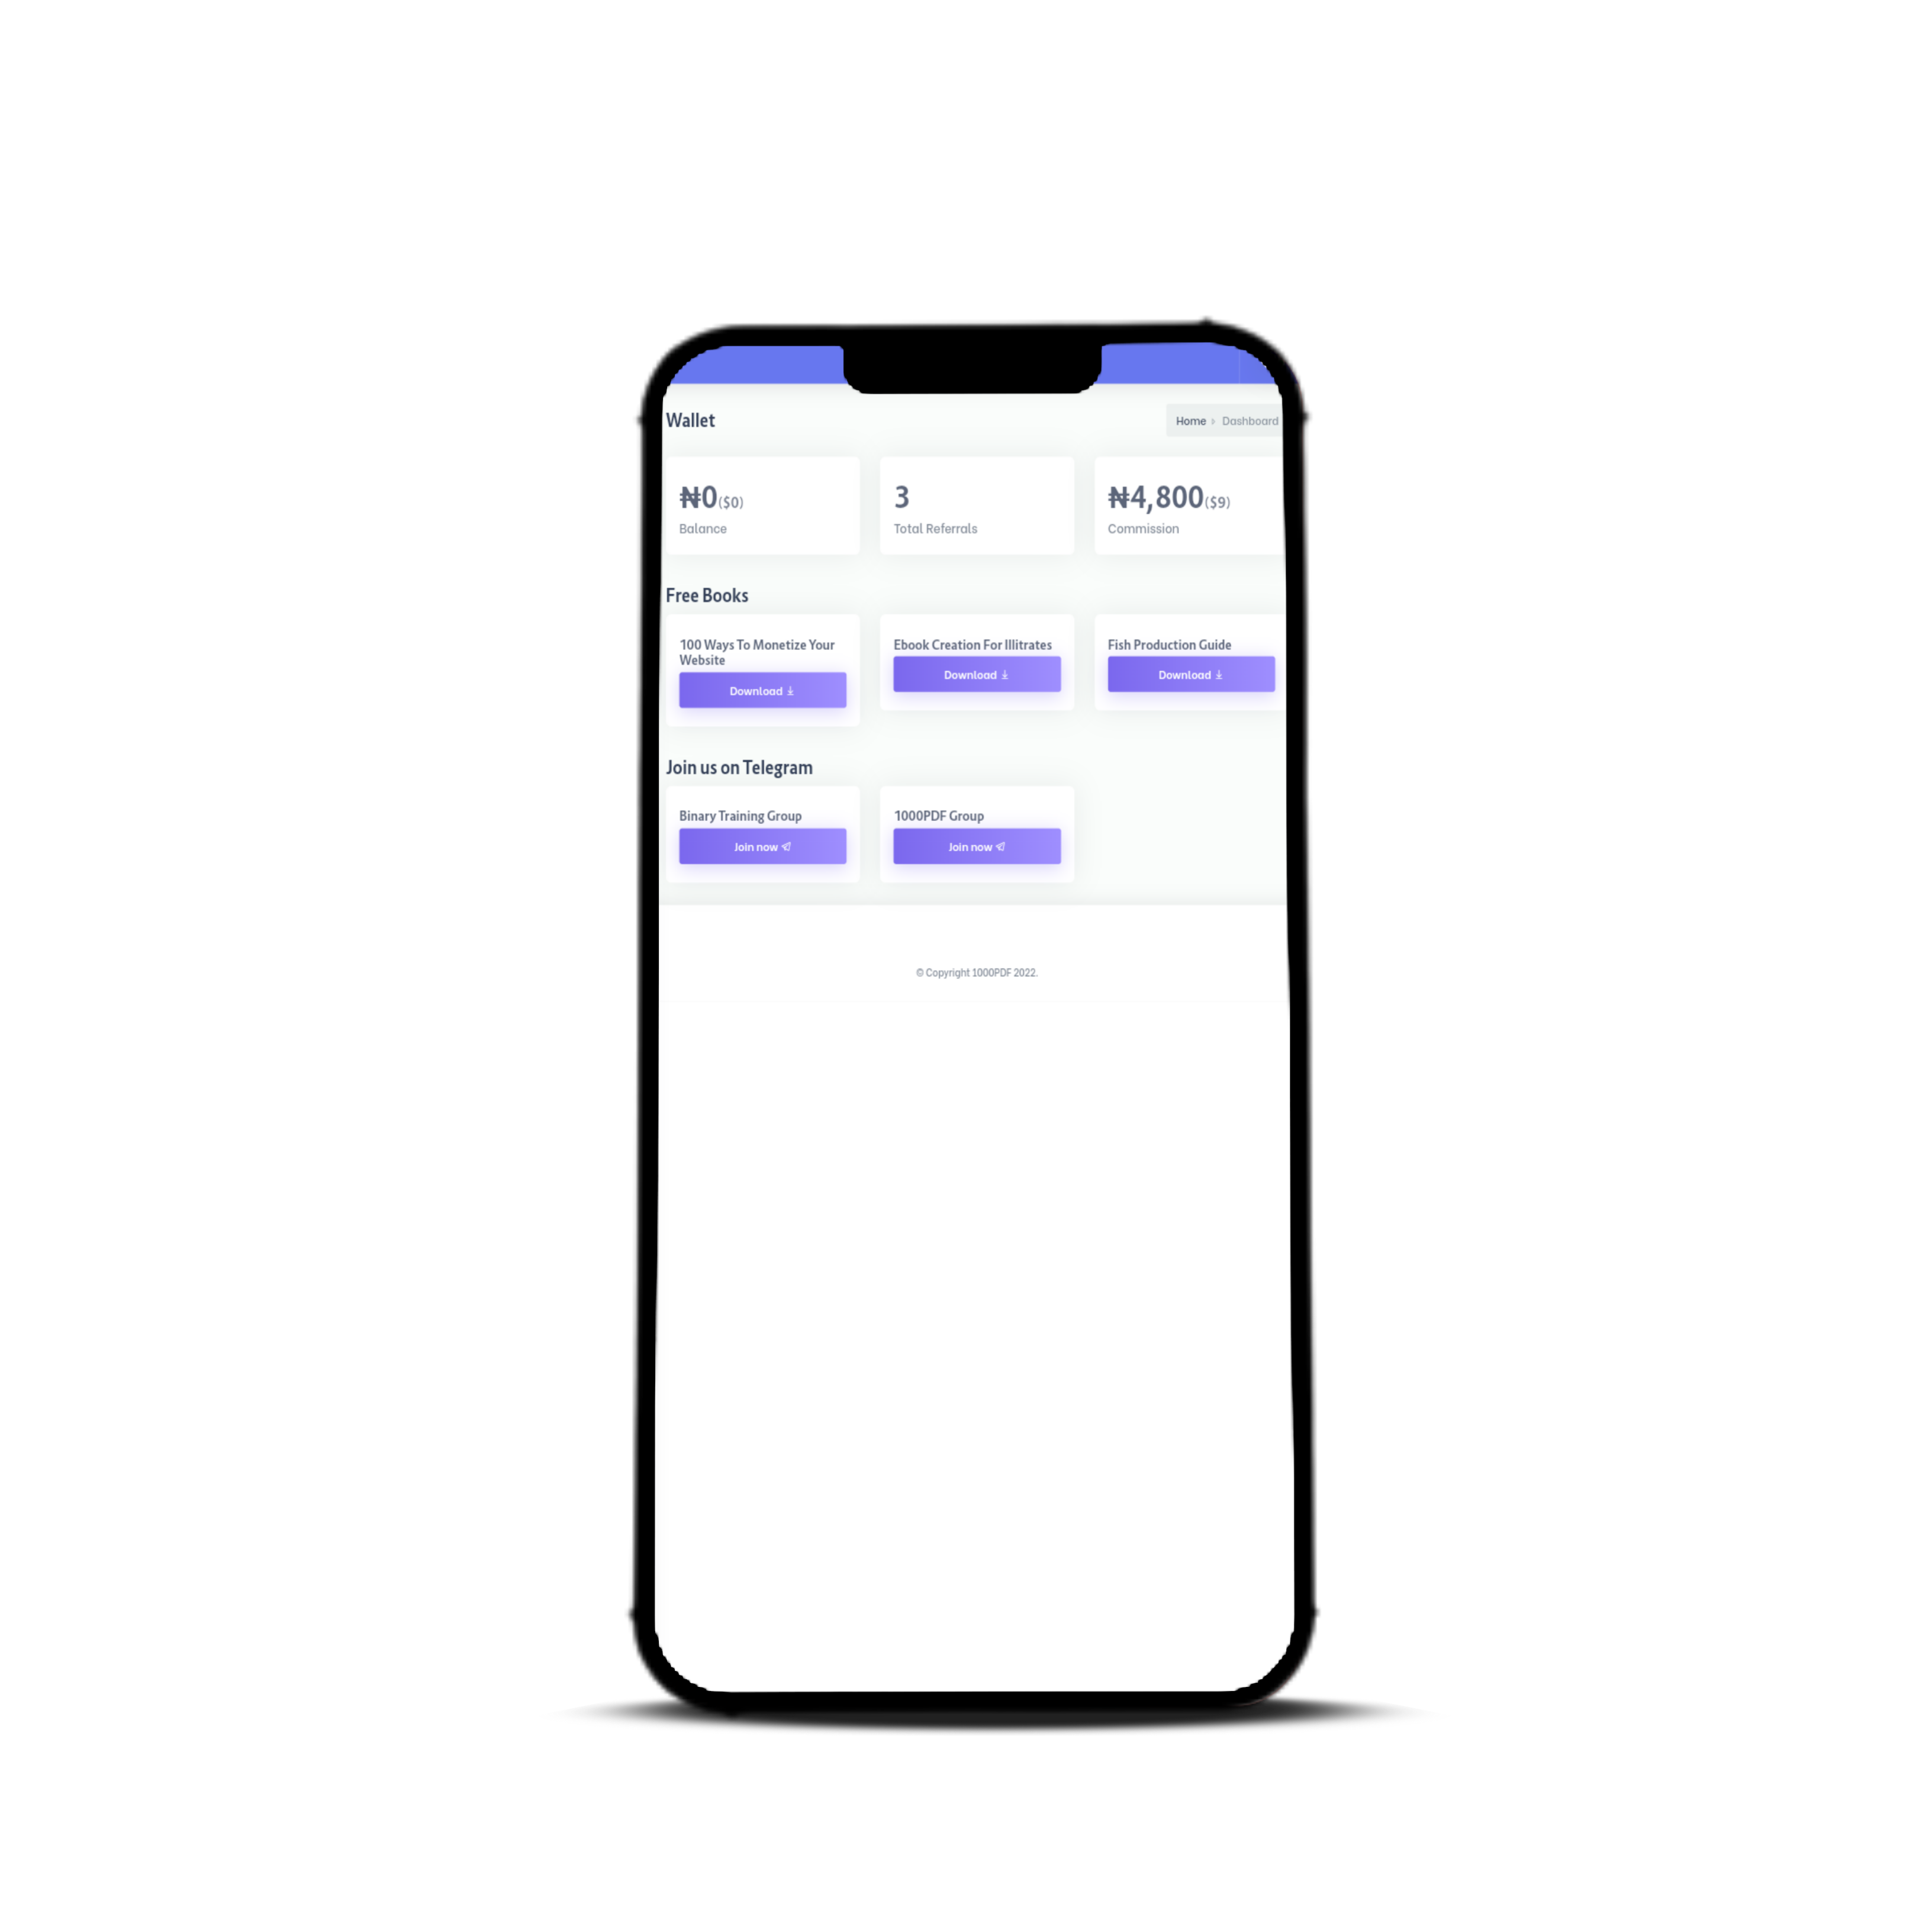 Wallet
Home › Dashboard
₦0($0)
Balance
3
Total Referrals
₦4,800($9)
Commission
Free Books
100 Ways To Monetize Your
Website
Download
Ebook Creation For Illitrates
Download
Fish Production Guide
Download
Join us on Telegram
Binary Training Group
Join now
1000PDF Group
Join now
© Copyright 1000PDF 2022.